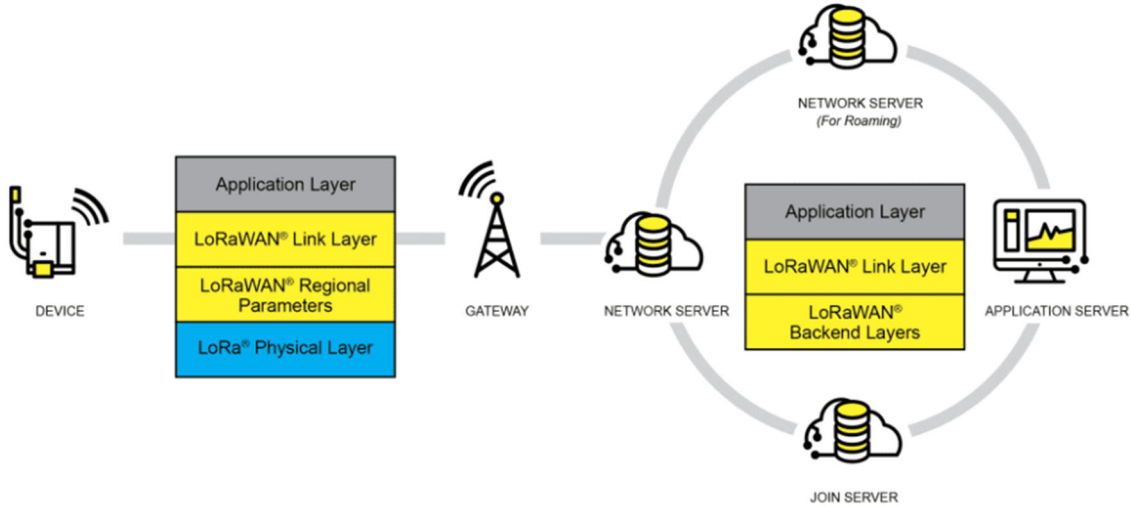 NETWORK SERVER
(For Roaming)
Application Layer
LoRaWAN® Link Layer
LoRaWAN® Regional
Parameters
LoRa® Physical Layer
DEVICE
GATEWAY
NETWORK SERVER
Application Layer
LoRaWAN® Link Layer
LoRaWAN®
Backend Layers
APPLICATION SERVER
JOIN SERVER